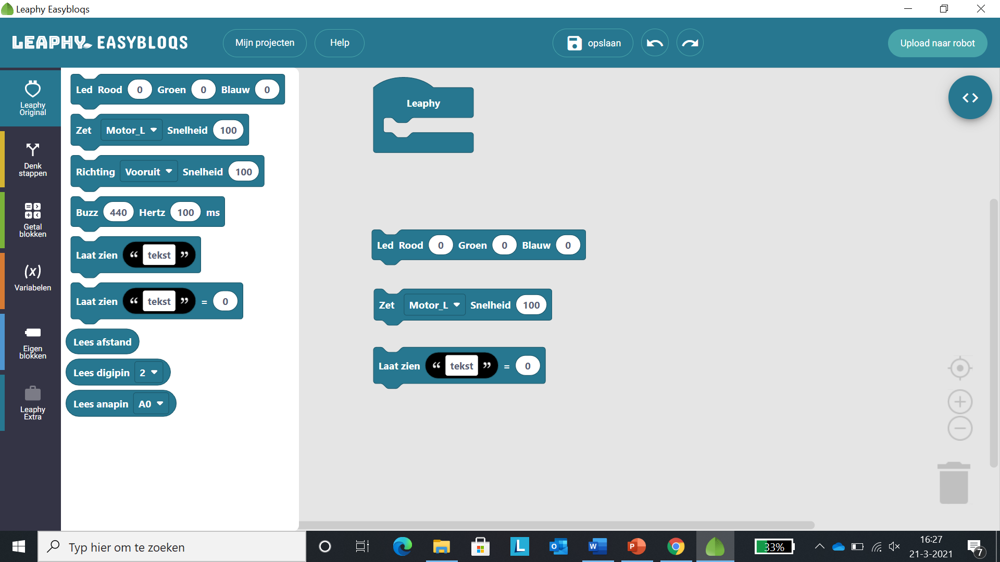 Leaphy Easybloqs
LEAPHY EASYBLOQS
Mijn projecten
Help
opslaan
Upload naar robot
Leaphy
Original
Denk
stappen
Getal
blokken
(x)
Variabelen
Eigen
blokken
Leaphy
Extra
Led Rood 0 Groen 0 Blauw 0
Zet Motor_L Snelheid 100
Richting Vooruit Snelheid 100
Buzz 440 Hertz 100 ms
Laat zien “ tekst ”
Laat zien “ tekst ” = 0
Lees afstand
Lees digipin 2
Lees anapin A0
Leaphy
Led Rood 0 Groen 0 Blauw 0
Zet Motor_L Snelheid 100
Laat zien “ tekst ” = 0
Typ hier om te zoeken
33%
16:27
21-3-2021
7